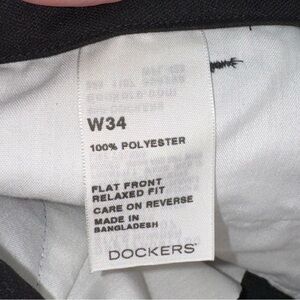 W34
100% POLYESTER
FLAT FRONT
RELAXED FIT
CARE ON REVERSE
MADE IN
BANGLADESH
DOCKERS